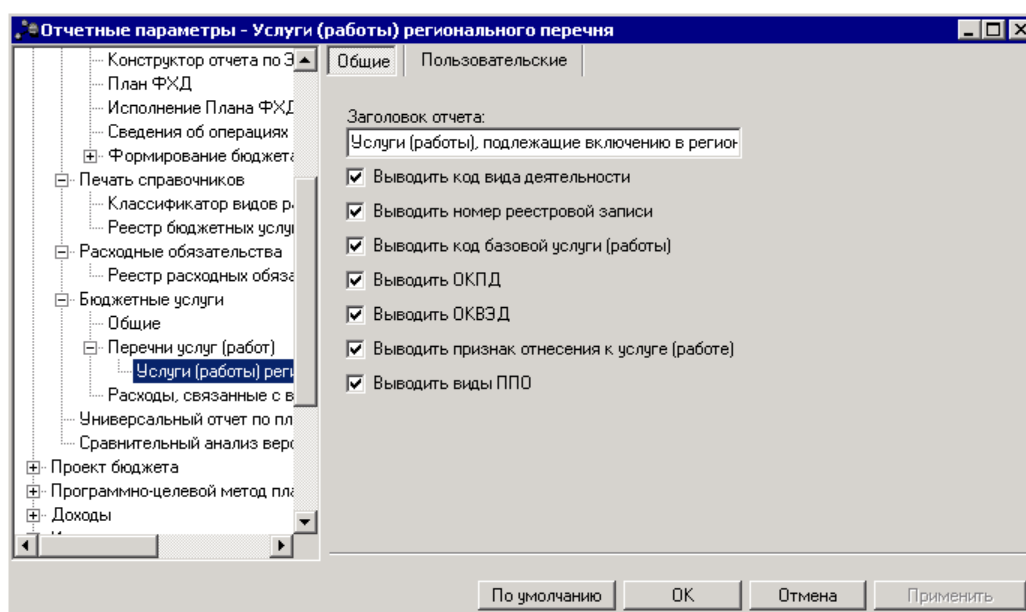 Отчетные параметры - Услуги (работы) регионального перечня
Конструктор отчета по Э
План ФХД
Исполнение Плана ФХД
Сведения об операциях
Формирование бюджета
Печать справочников
Классификатор видов р
Реестр бюджетных услу
Расходные обязательства
Реестр расходных обяза
Бюджетные услуги
Общие
Перечни услуг (работ)
Услуги (работы) реги
Расходы, связанные с в
Универсальный отчет по пл
Сравнительный анализ верс
Проект бюджета
Программно-целевой метод пла
Доходы
Общие
Пользовательские
Заголовок отчета:
Услуги (работы), подлежащие включению в регион
Выводить код вида деятельности
Выводить номер реестровой записи
Выводить код базовой услуги (работы)
Выводить ОКПД
Выводить ОКВЭД
Выводить признак отнесения к услуге (работе)
Выводить виды ППО
По умолчанию
OK
Отмена
Применить